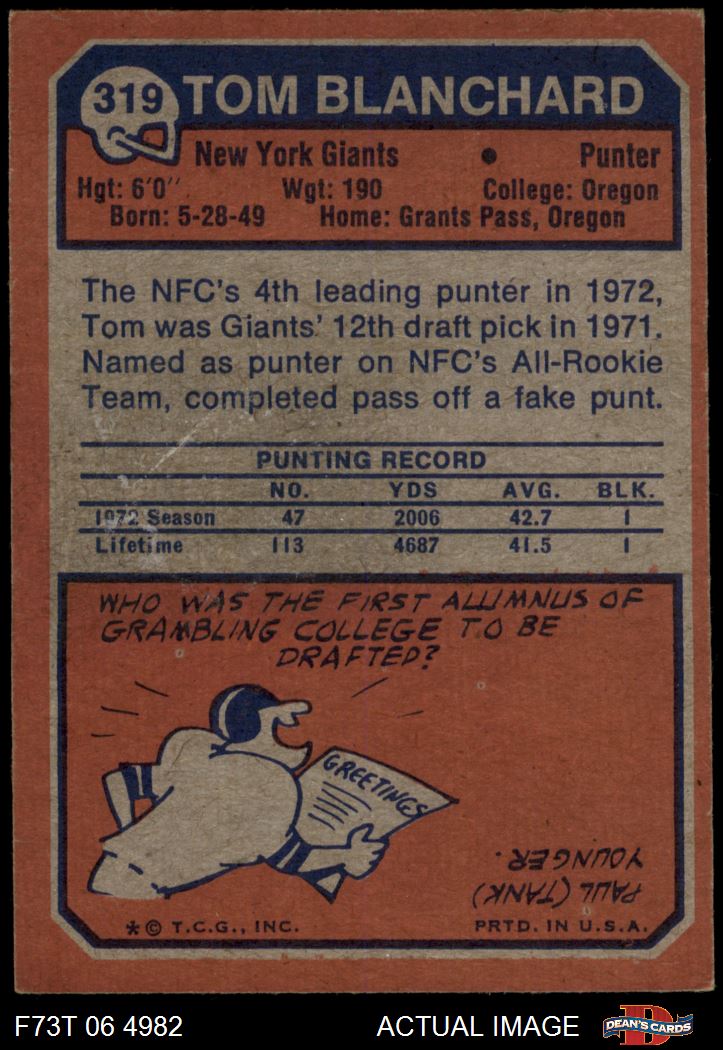 319 TOM BLANCHARD
New York Giants • Punter
Hgt: 6'0" Wgt: 190 College: Oregon
Born: 5-28-49 Home: Grants Pass, Oregon
The NFC's 4th leading punter in 1972,
Tom was Giants' 12th draft pick in 1971.
Named as punter on NFC's All-Rookie
Team, completed pass off a fake punt.
PUNTING RECORD
NO. YDS AVG. BLK.
1972 Season 47 2006 42.7 1
Lifetime 113 4687 41.5 1
WHO WAS THE FIRST ALUMNUS OF
GRAMBLING COLLEGE TO BE
DRAFTED?
GREETINGS
PAUL (TANK)
YOUNGER.
* © T.C.G., INC. PRTD. IN U.S.A.
F73T 06 4982 ACTUAL IMAGE D DEAN'S CARDS